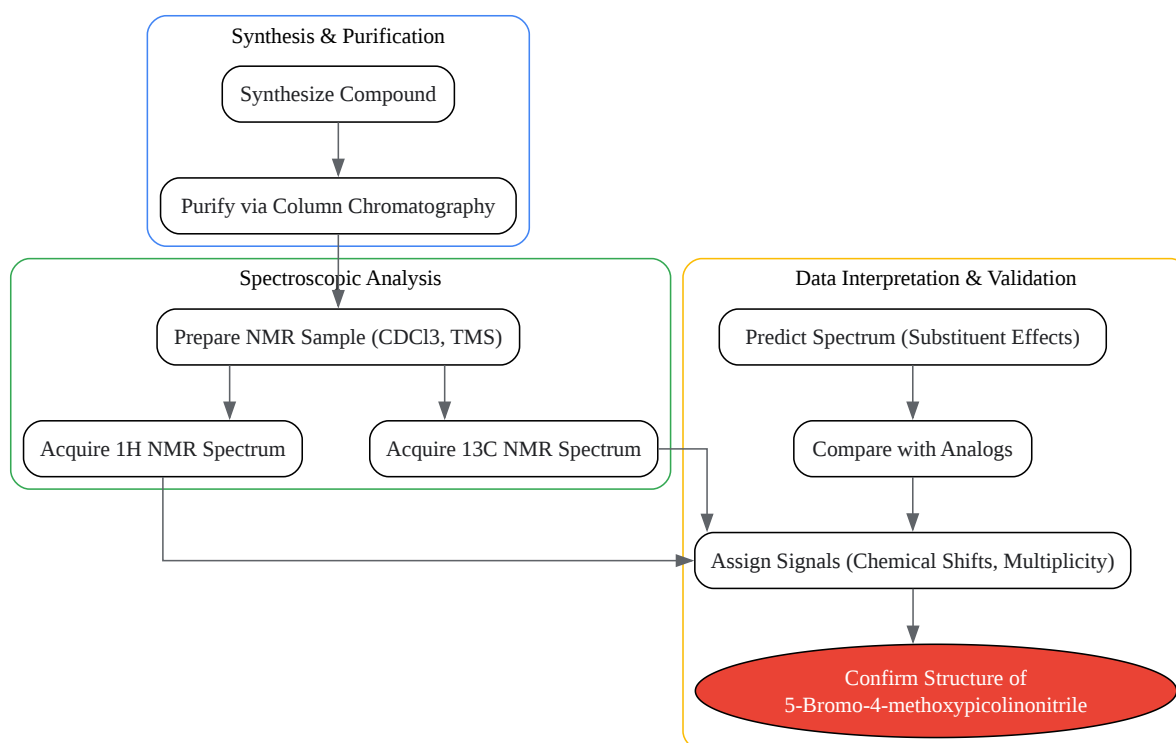 Synthesis & Purification
Synthesize Compound
Purify via Column Chromatography
Spectroscopic Analysis
Prepare NMR Sample (CDCl3, TMS)
Acquire 1H NMR Spectrum
Acquire 13C NMR Spectrum
Data Interpretation & Validation
Predict Spectrum (Substituent Effects)
Compare with Analogs
Assign Signals (Chemical Shifts, Multiplicity)
Confirm Structure of
5-Bromo-4-methoxypicolinonitrile